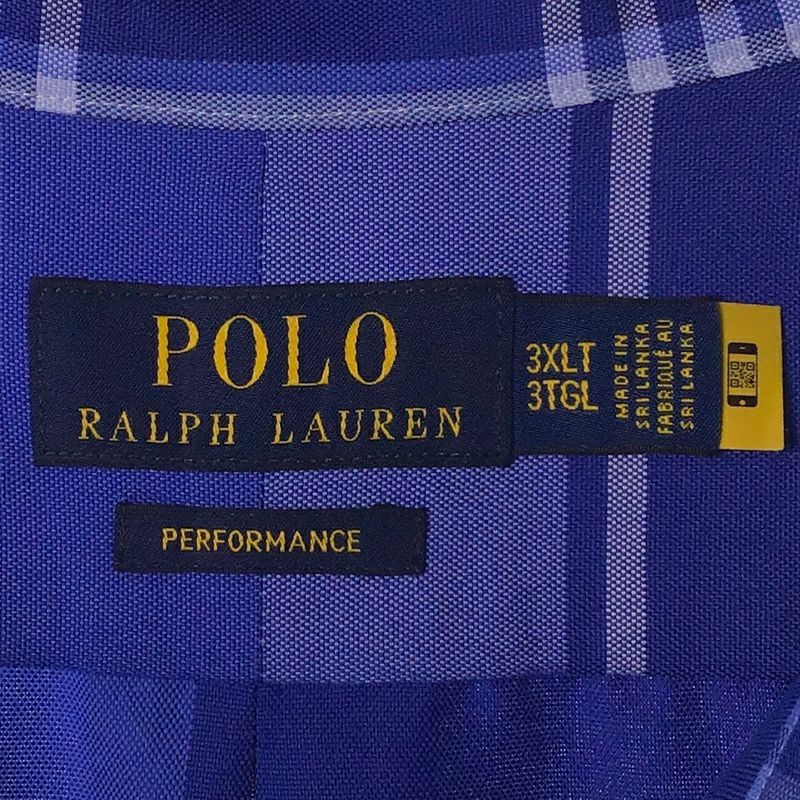 POLO
RALPH LAUREN
3XLT
3TGL
MADE IN
SRI LANKA
FABRIQUÉ AU
SRI LANKA
PERFORMANCE